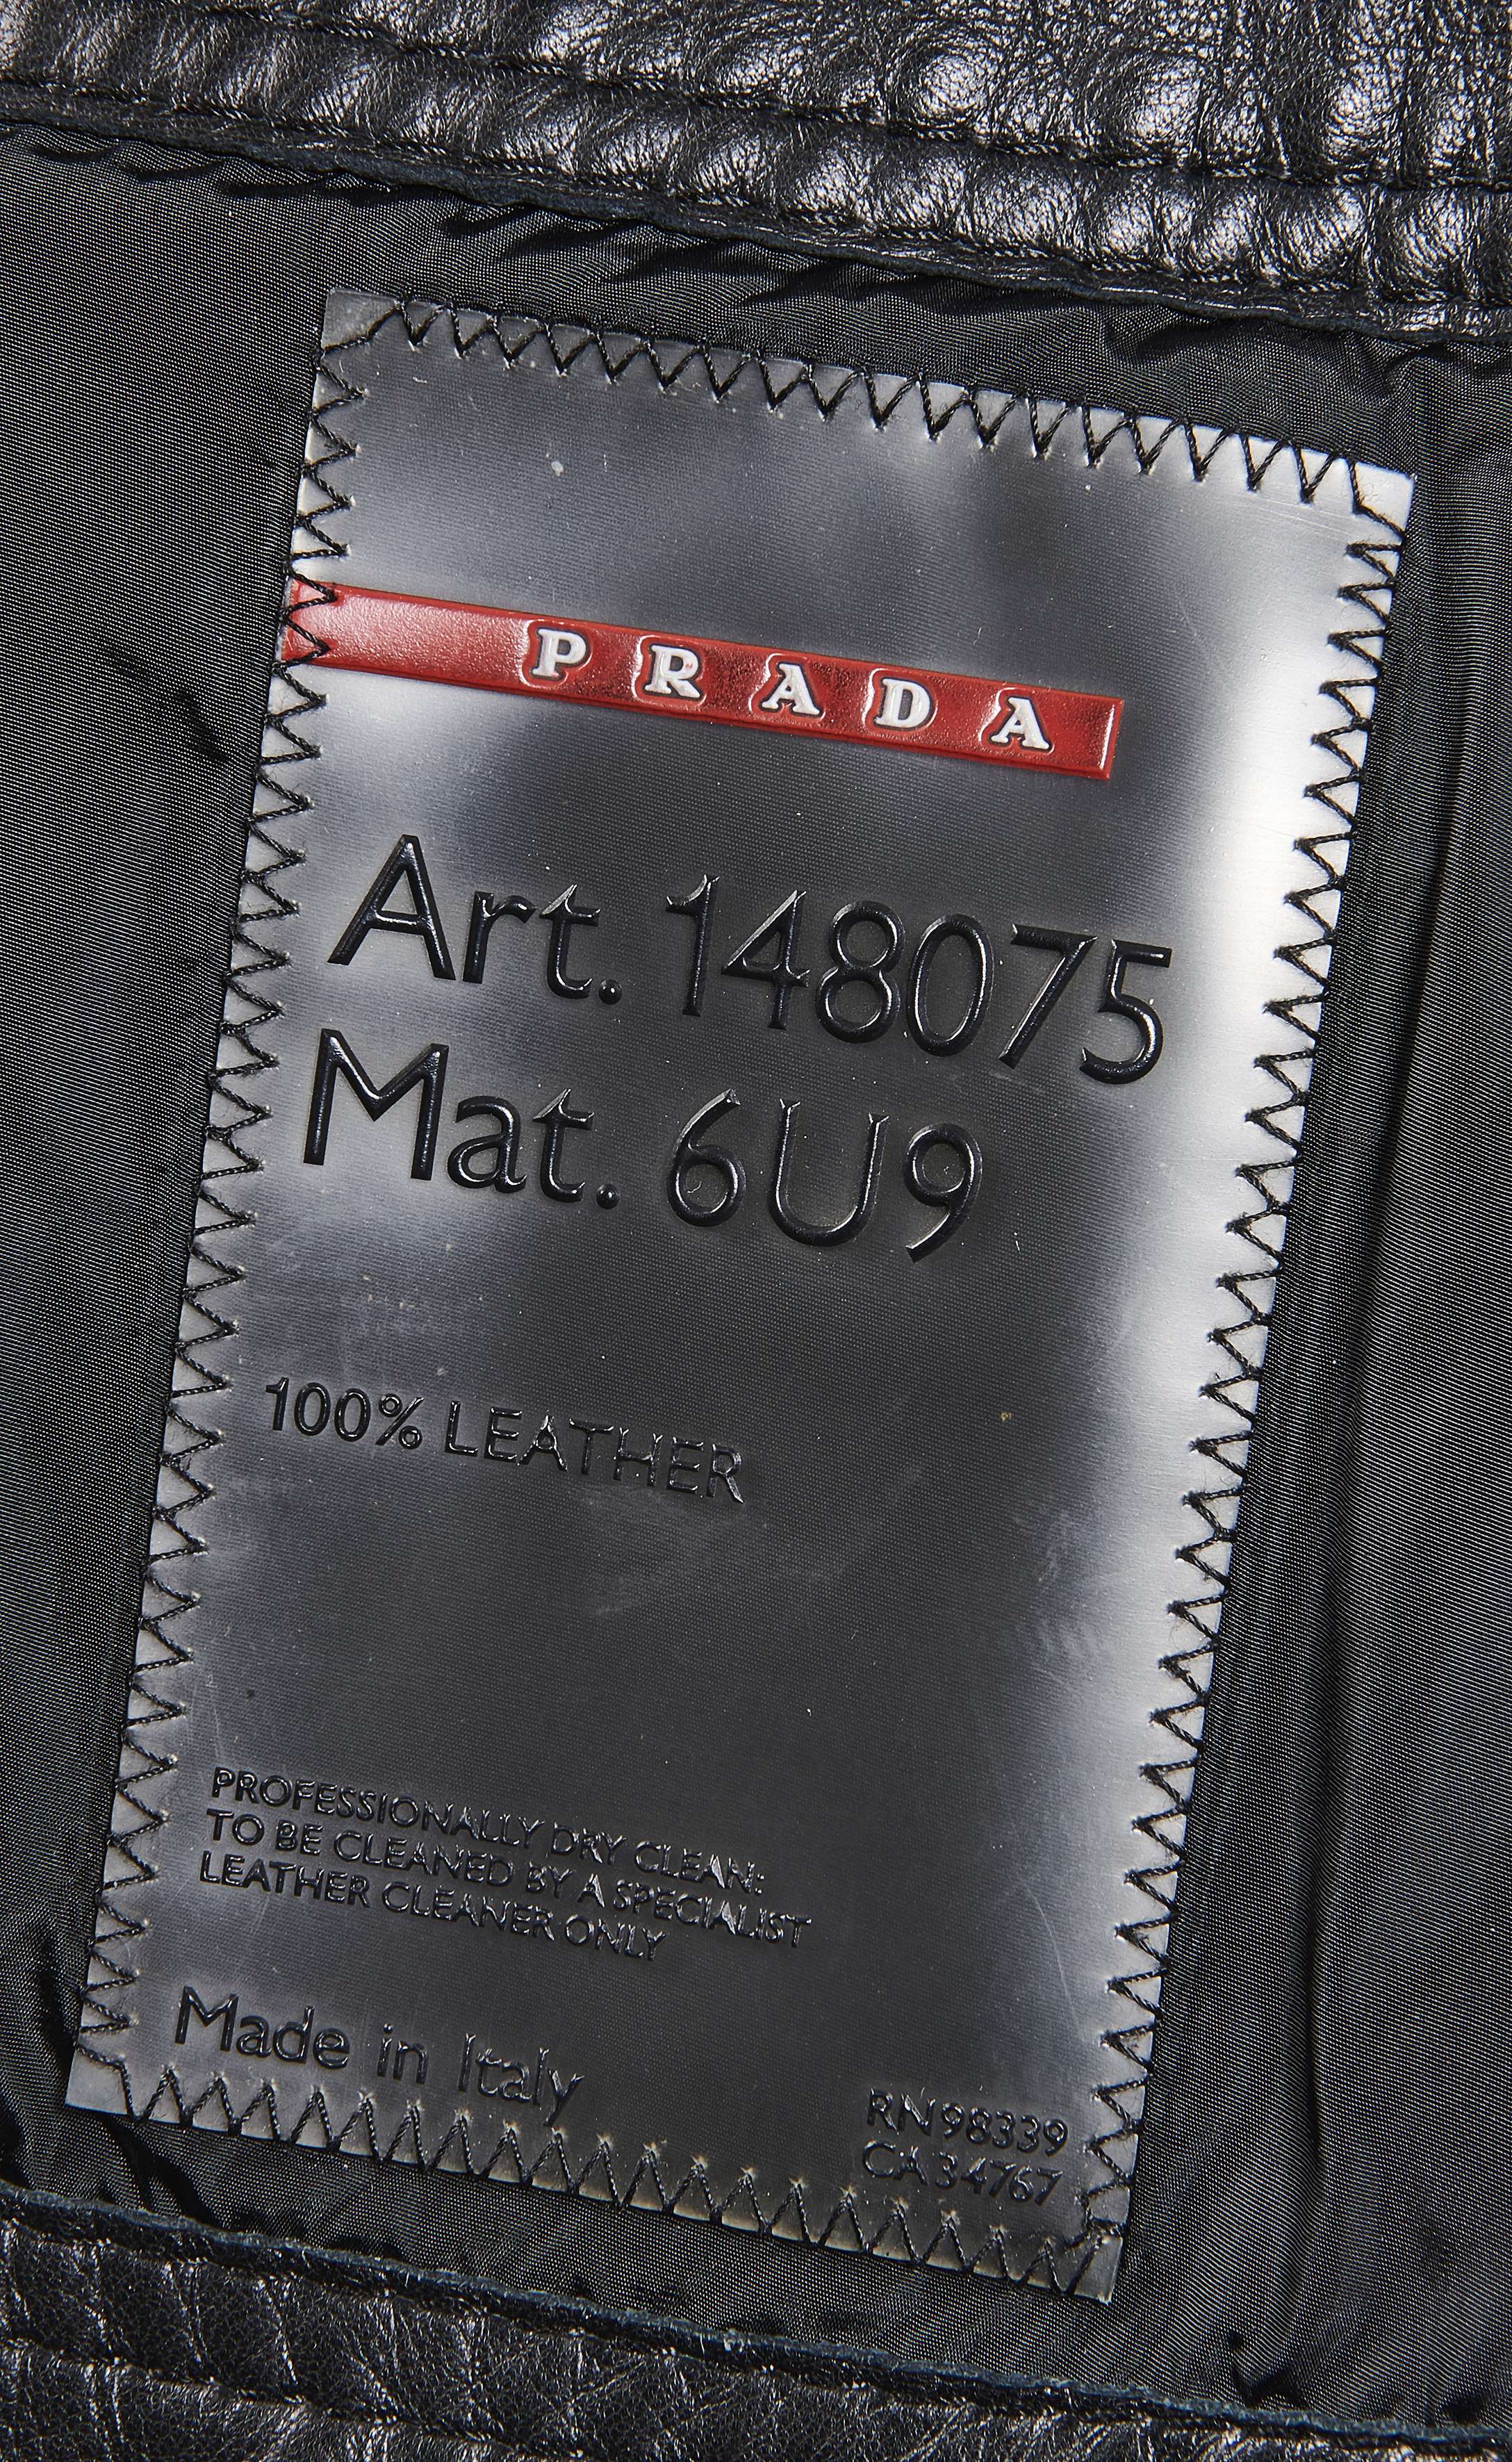 PRADA
Art. 148075
Mat. 6U9
100% LEATHER
PROFESSIONALLY DRY CLEAN:
TO BE CLEANED BY A SPECIALIST
LEATHER CLEANER ONLY
Made in Italy
RN98339
CA34767